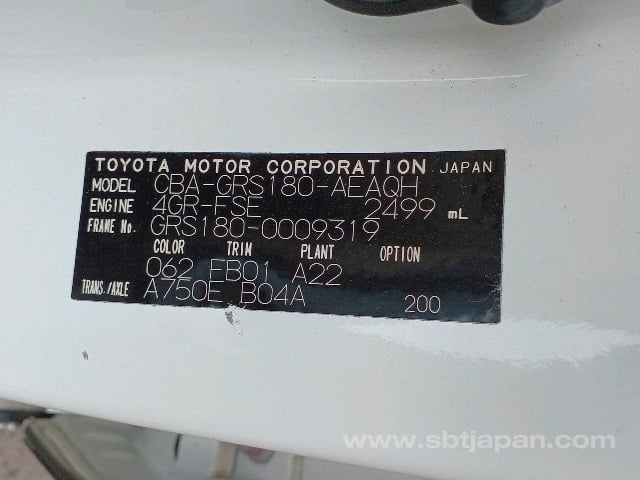 TOYOTA MOTOR CORPORATION JAPAN
MODEL CBA-GRS180-AEAQH
ENGINE 4GR-FSE 2499 mL
FRAME No. GRS180-0009319
COLOR TRIM PLANT OPTION
062 FB01 A22
TRANS./AXLE A750E B04A 200
www.sbtjapan.com